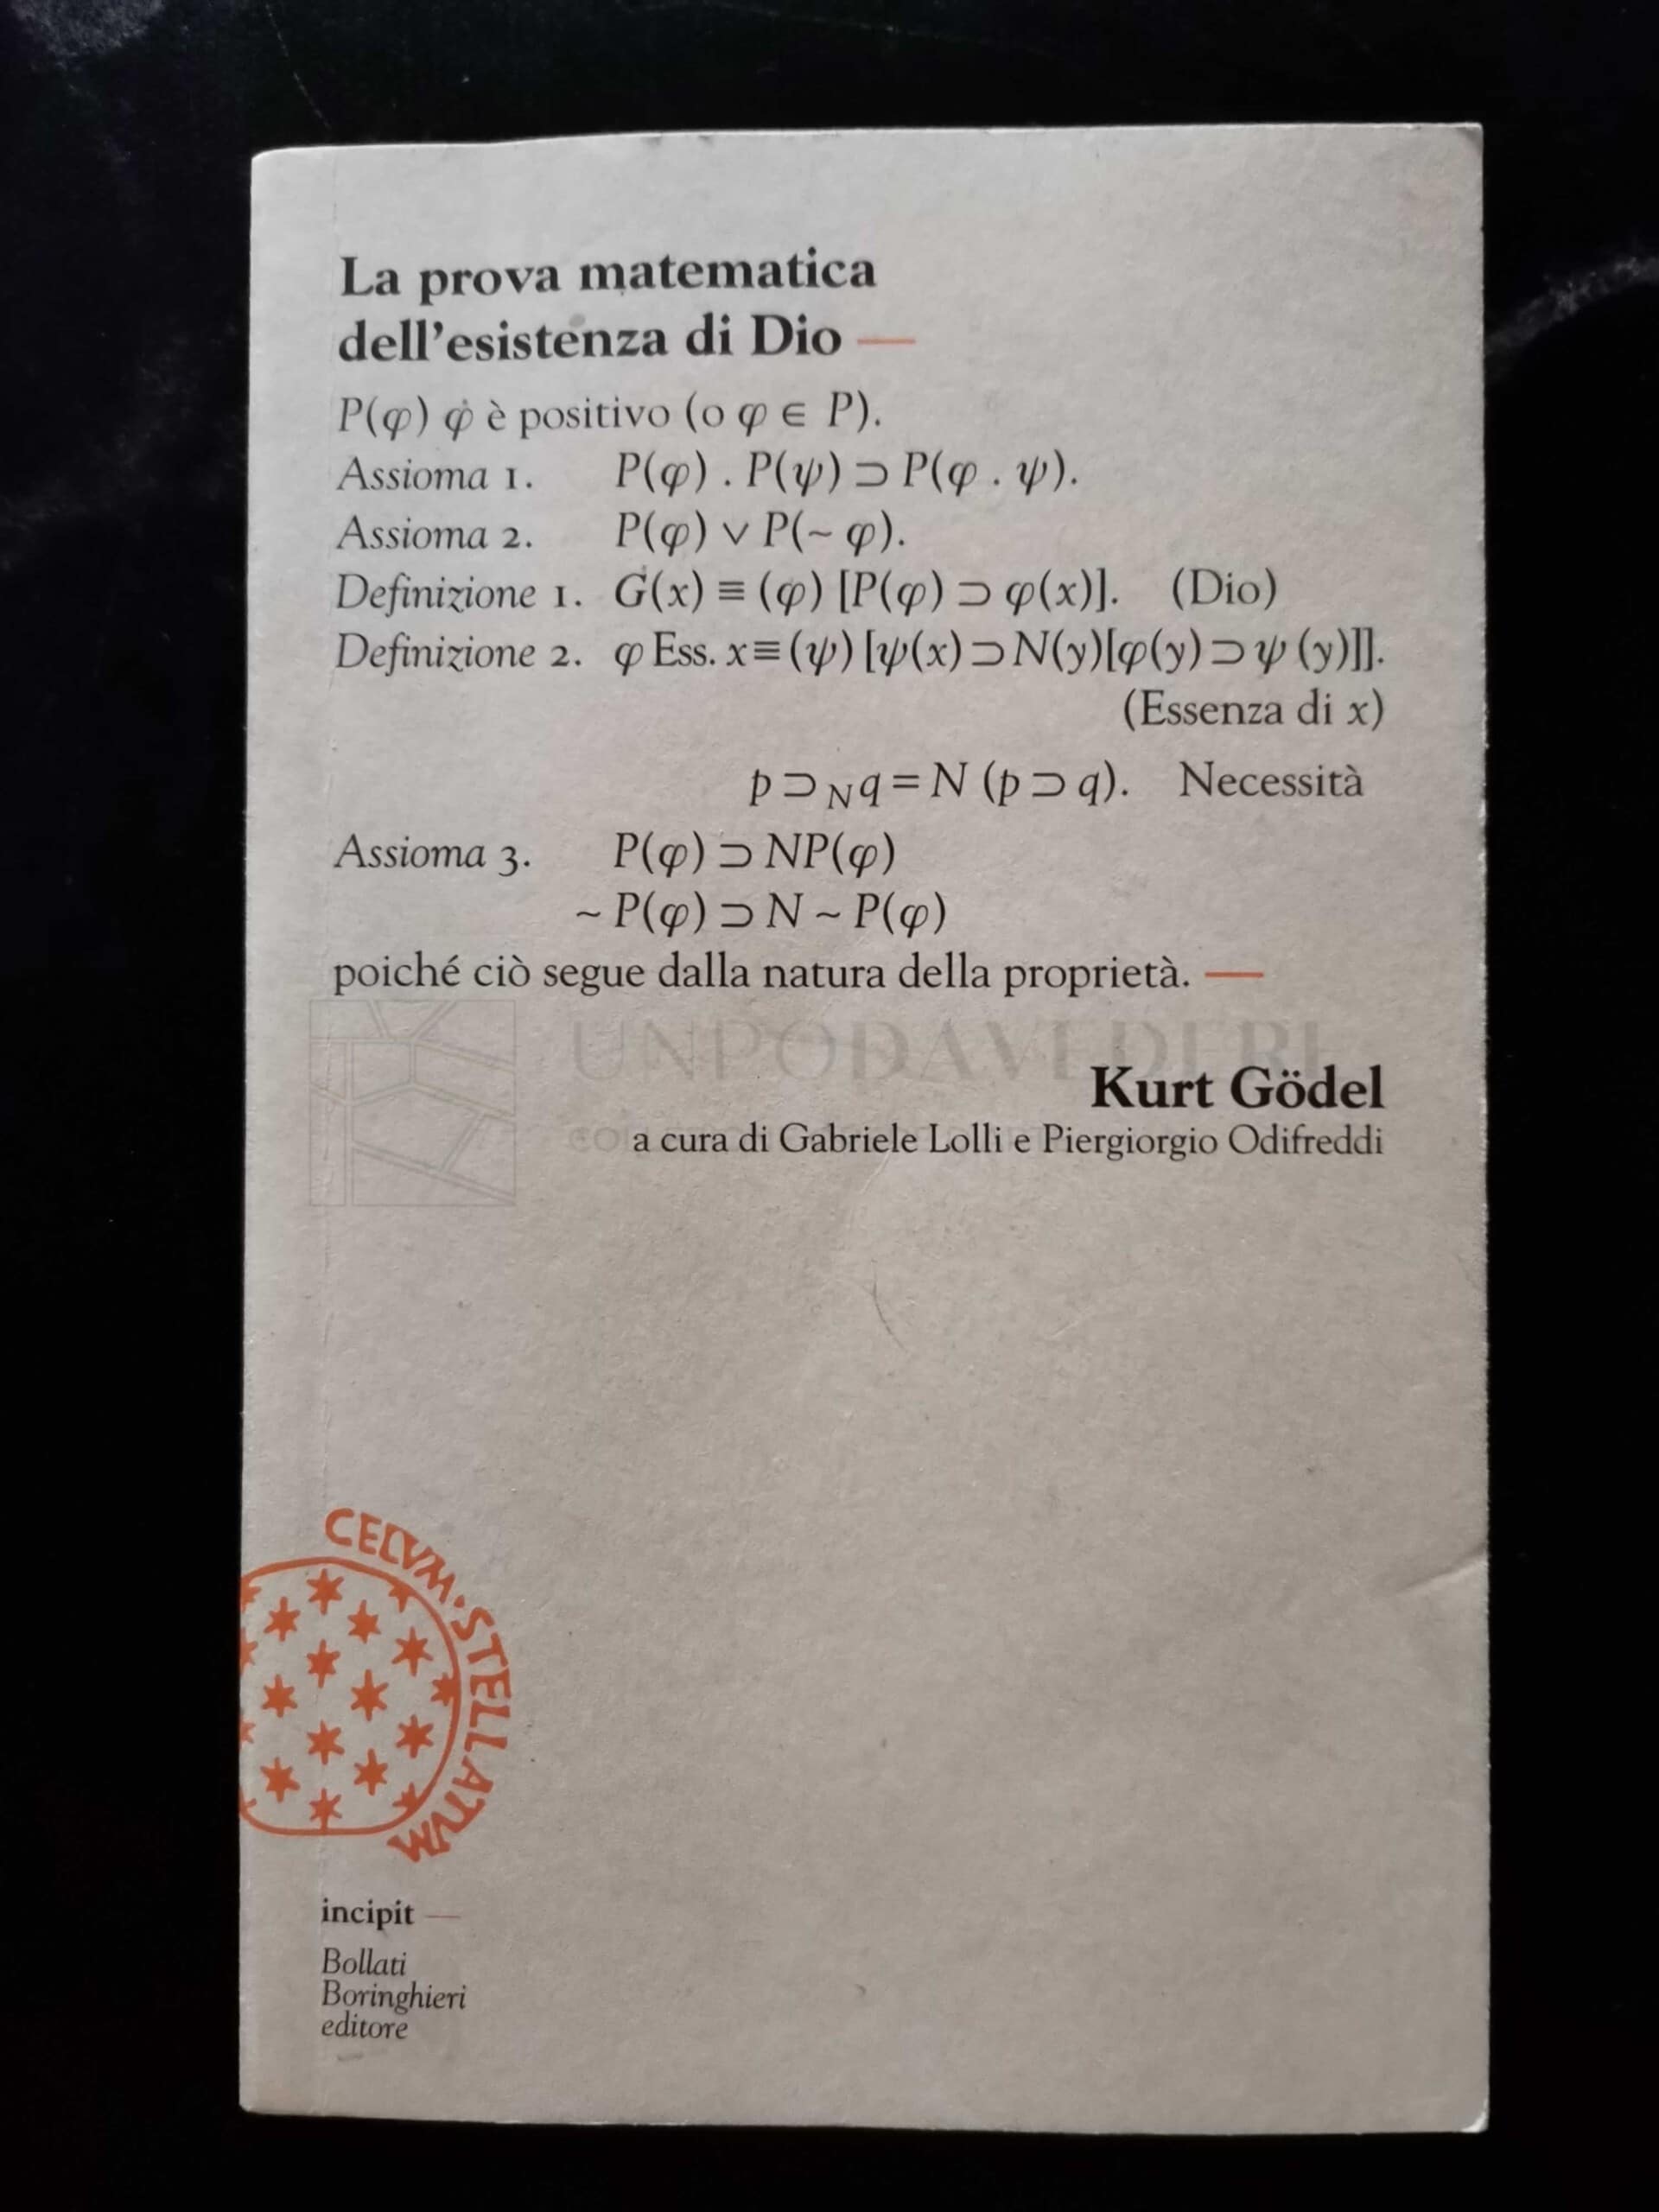 La prova matematica
dell'esistenza di Dio —
P(φ) φ è positivo (o φ ∈ P).
Assioma 1. P(φ) . P(ψ) ⊃ P(φ . ψ).
Assioma 2. P(φ) ∨ P(~ φ).
Definizione 1. G(x) ≡ (φ) [P(φ) ⊃ φ(x)]. (Dio)
Definizione 2. φ Ess. x ≡ (ψ) [ψ(x) ⊃ N(y)[φ(y) ⊃ ψ (y)]].
(Essenza di x)
p ⊃N q = N (p ⊃ q). Necessità
Assioma 3. P(φ) ⊃ NP(φ)
~ P(φ) ⊃ N ~ P(φ)
poiché ciò segue dalla natura della proprietà. —
UNPODAVEDERE
Kurt Gödel
a cura di Gabriele Lolli e Piergiorgio Odifreddi
CELVM·STELLATVM
incipit —
Bollati
Boringhieri
editore